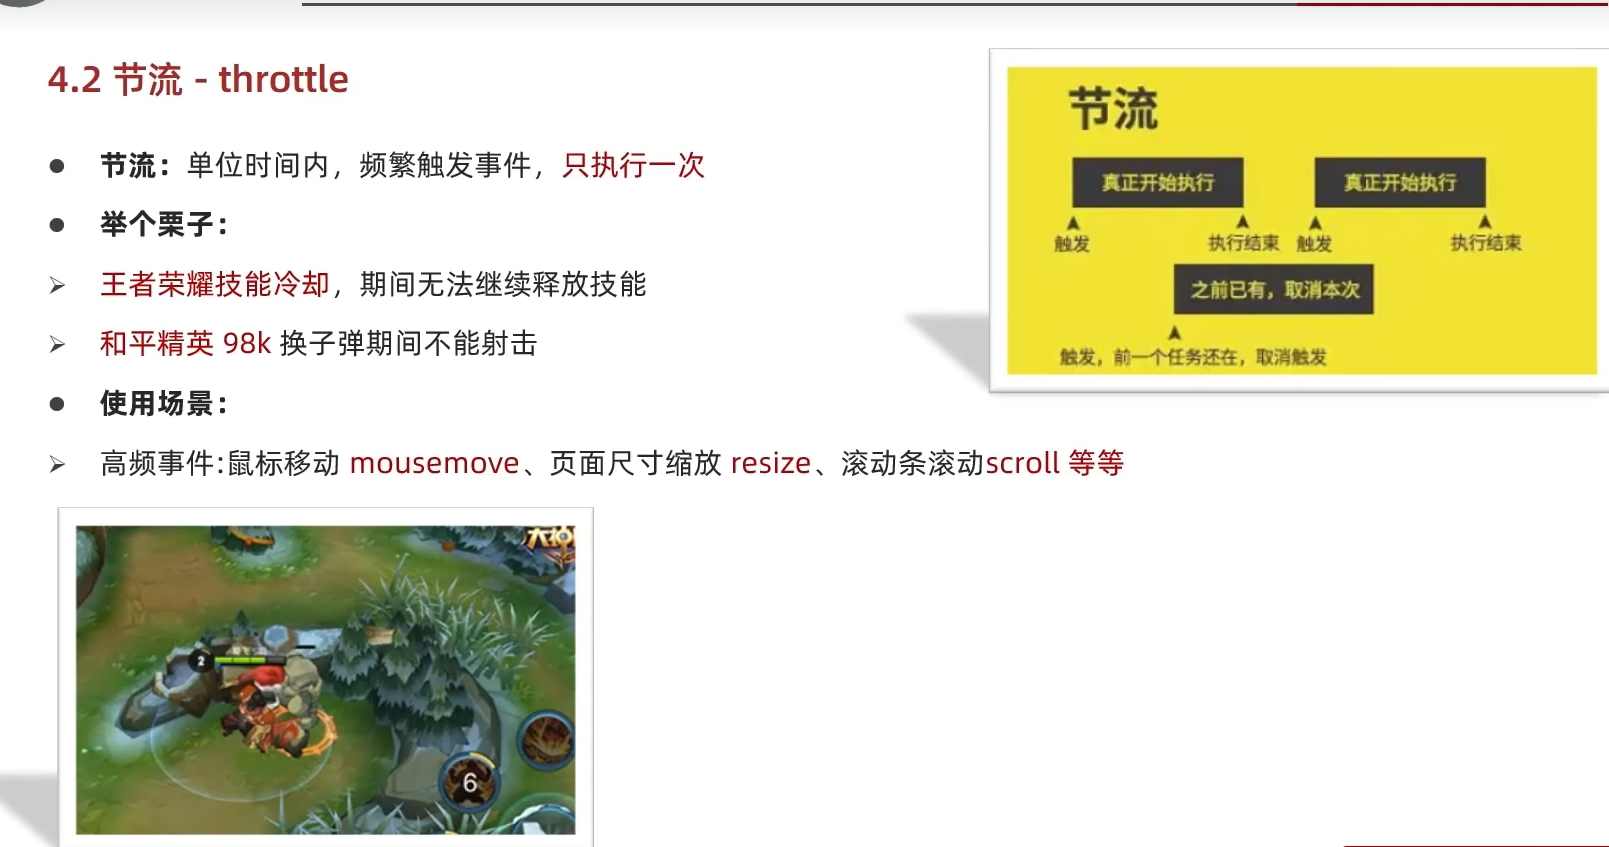 4.2 节流 - throttle
节流：单位时间内，频繁触发事件，只执行一次
举个栗子：
王者荣耀技能冷却，期间无法继续释放技能
和平精英 98k 换子弹期间不能射击
使用场景：
高频事件:鼠标移动 mousemove、页面尺寸缩放 resize、滚动条滚动scroll 等等
节流
真正开始执行 真正开始执行
触发 执行结束 触发 执行结束
之前已有，取消本次
触发，前一个任务还在，取消触发
2
6